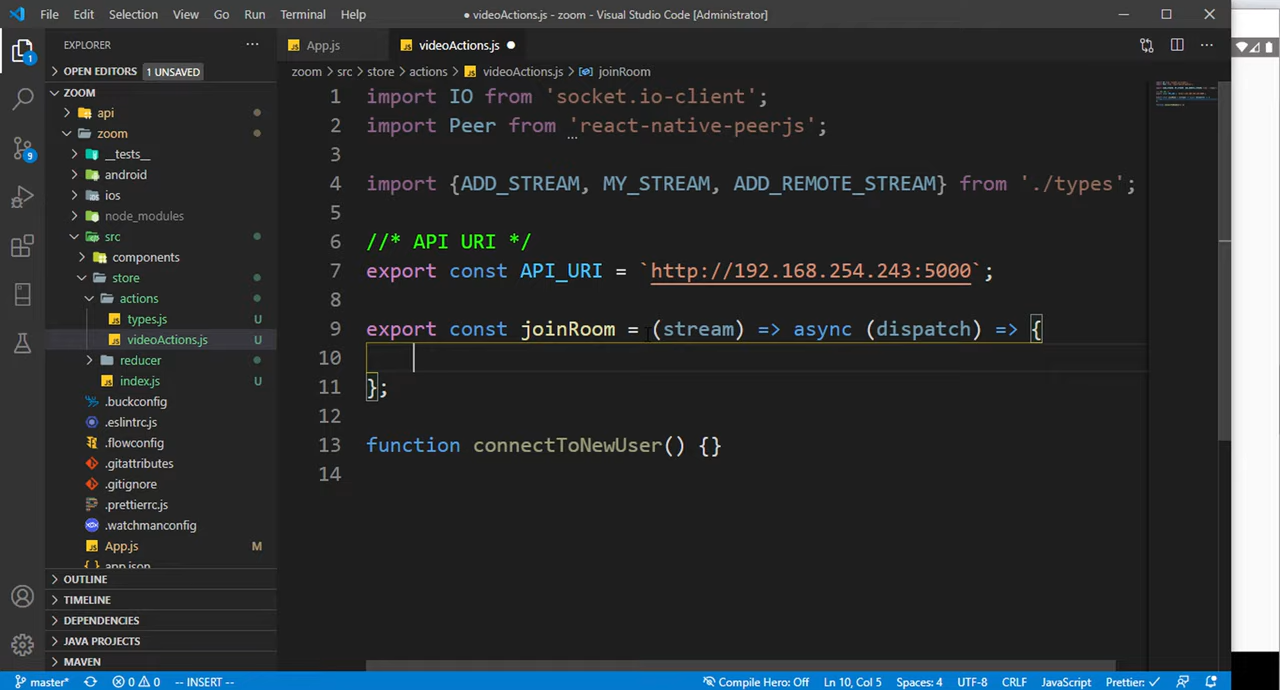 File Edit Selection View Go Run Terminal Help
● videoActions.js - zoom - Visual Studio Code [Administrator]
EXPLORER
App.js
videoActions.js
OPEN EDITORS 1 UNSAVED
zoom > src > store > actions > videoActions.js > joinRoom
ZOOM
api
zoom
__tests__
android
ios
node_modules
src
components
store
actions
types.js U
videoActions.js U
reducer
index.js U
.buckconfig
.eslintrc.js
.flowconfig
.gitattributes
.gitignore
.prettierrc.js
.watchmanconfig
App.js M
app.json
OUTLINE
TIMELINE
DEPENDENCIES
JAVA PROJECTS
MAVEN
1
9
1 import IO from 'socket.io-client';
2 import Peer from 'react-native-peerjs';
3
4 import {ADD_STREAM, MY_STREAM, ADD_REMOTE_STREAM} from './types';
5
6 //* API URI */
7 export const API_URI = `http://192.168.254.243:5000`;
8
9 export const joinRoom = (stream) => async (dispatch) => {
10
11 };
12
13 function connectToNewUser() {}
14
master* 0 0 -- INSERT -- Compile Hero: Off Ln 10, Col 5 Spaces: 4 UTF-8 CRLF JavaScript Prettier: ✓